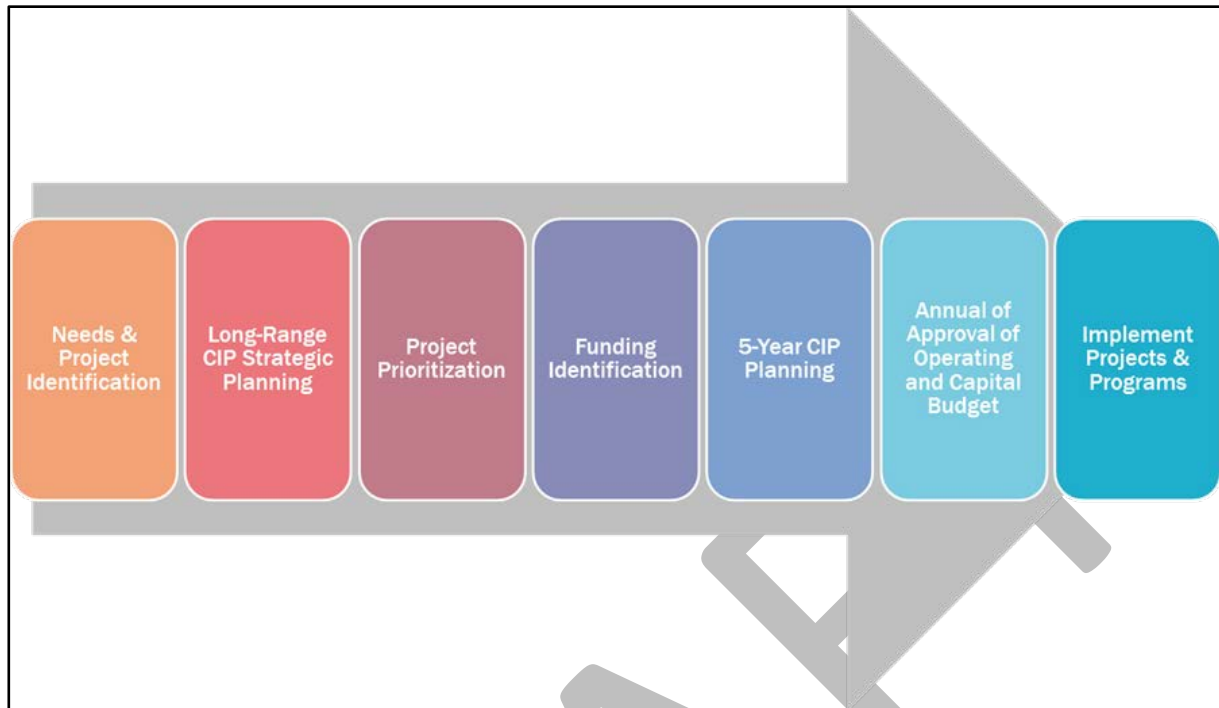 Needs &
Project
Identification
Long-Range
CIP Strategic
Planning
Project
Prioritization
Funding
Identification
5-Year CIP
Planning
Annual of
Approval of
Operating
and Capital
Budget
Implement
Projects &
Programs